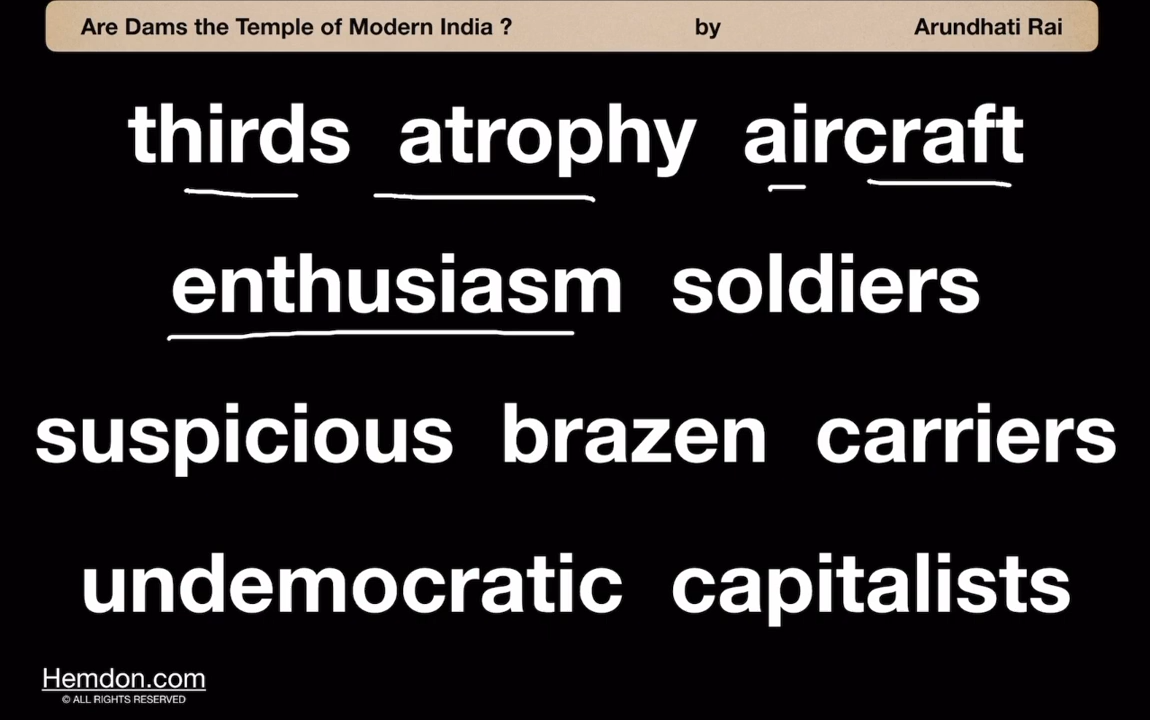 Are Dams the Temple of Modern India ? by Arundhati Rai
thirds atrophy aircraft
enthusiasm soldiers
suspicious brazen carriers
undemocratic capitalists
Hemdon.com
© ALL RIGHTS RESERVED